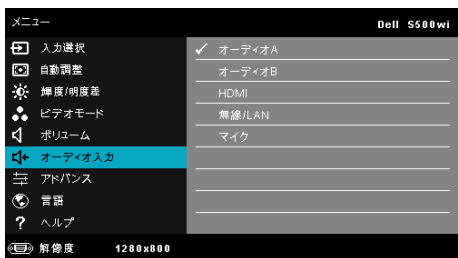 メニュー Dell S500wi
入力選択
自動調整
輝度/明度差
ビデオモード
ボリューム
オーディオ入力
アドバンス
言語
ヘルプ
オーディオA
オーディオB
HDMI
無線/LAN
マイク
解像度 1280x800